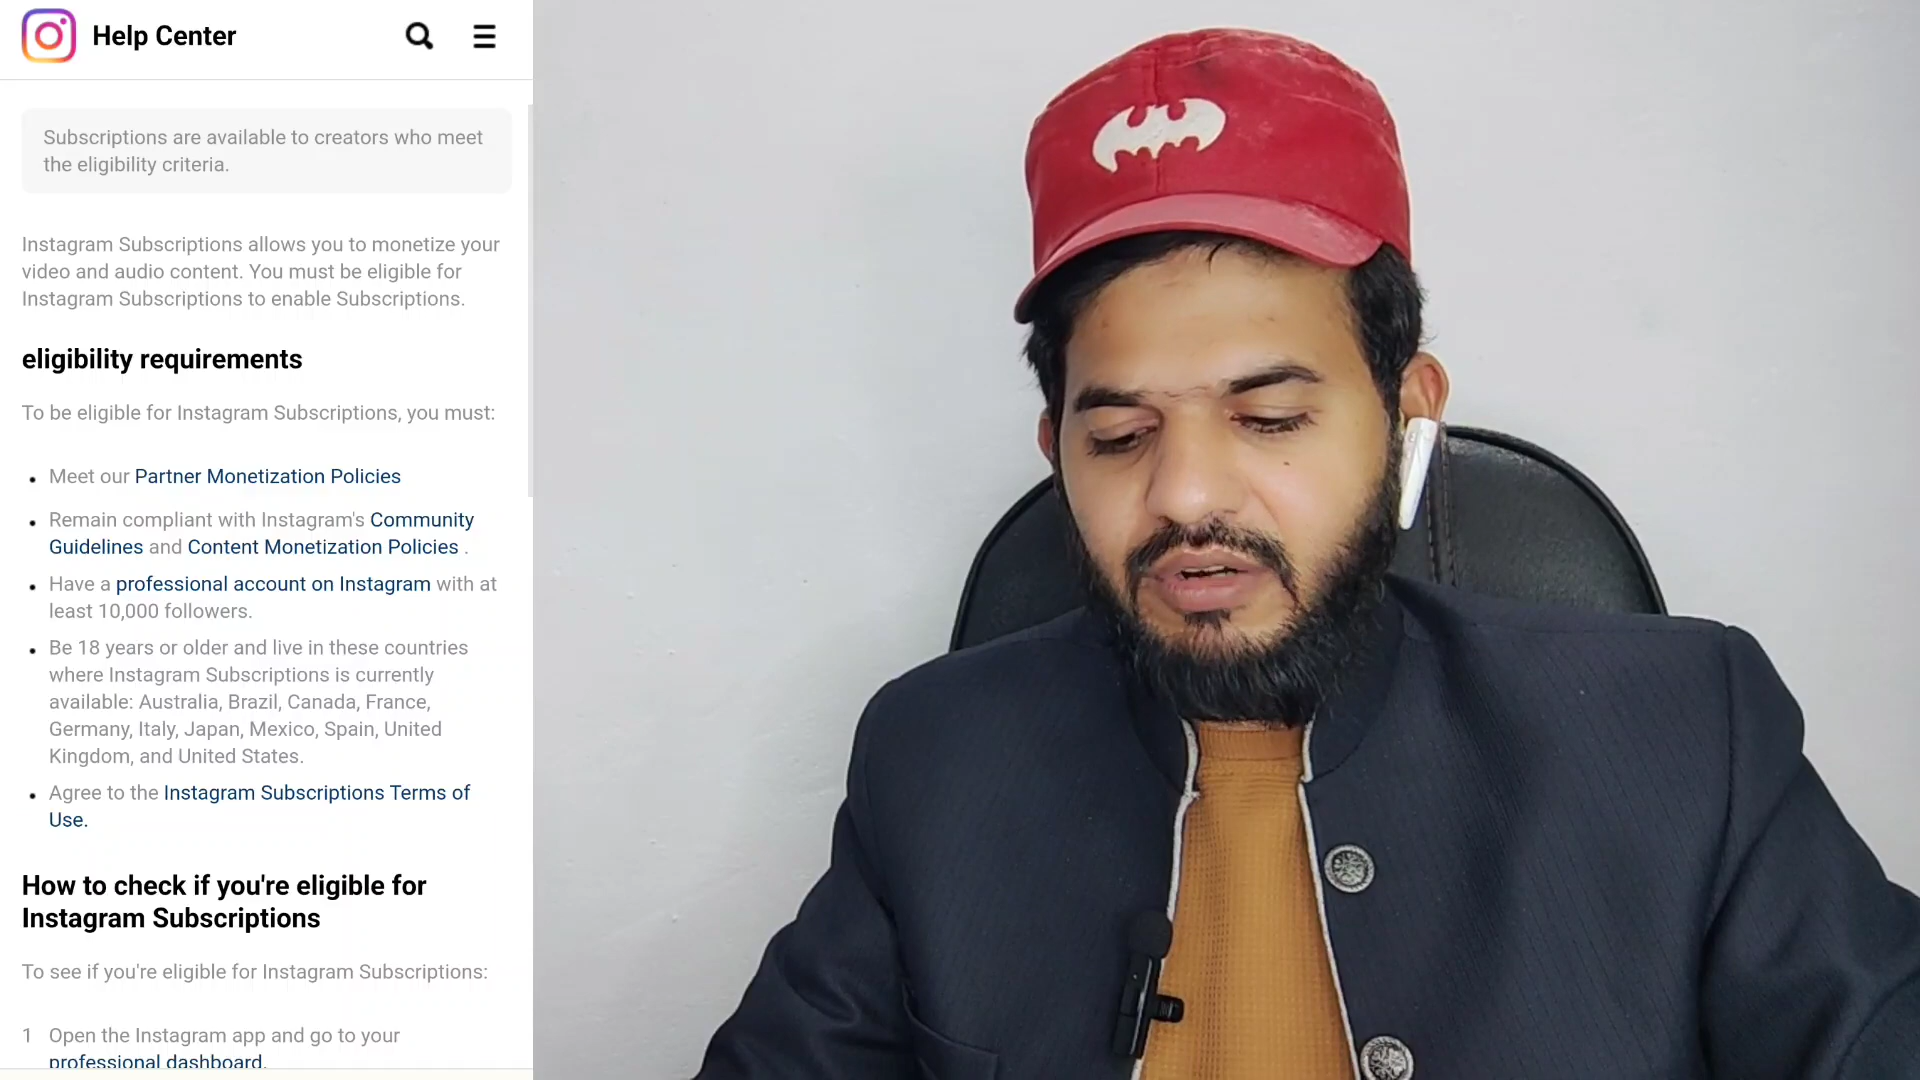 Help Center
Subscriptions are available to creators who meet
the eligibility criteria.
Instagram Subscriptions allows you to monetize your
video and audio content. You must be eligible for
Instagram Subscriptions to enable Subscriptions.
eligibility requirements
To be eligible for Instagram Subscriptions, you must:
Meet our Partner Monetization Policies
Remain compliant with Instagram's Community
Guidelines and Content Monetization Policies .
Have a professional account on Instagram with at
least 10,000 followers.
Be 18 years or older and live in these countries
where Instagram Subscriptions is currently
available: Australia, Brazil, Canada, France,
Germany, Italy, Japan, Mexico, Spain, United
Kingdom, and United States.
Agree to the Instagram Subscriptions Terms of
Use.
How to check if you're eligible for
Instagram Subscriptions
To see if you're eligible for Instagram Subscriptions:
1 Open the Instagram app and go to your
professional dashboard.